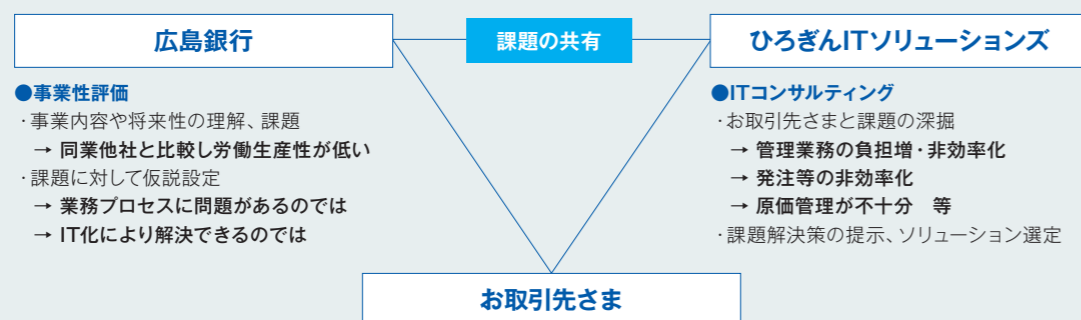 広島銀行
課題の共有
ひろぎんITソリューションズ
●事業性評価
・事業内容や将来性の理解、課題
→ 同業他社と比較し労働生産性が低い
・課題に対して仮説設定
→ 業務プロセスに問題があるのでは
→ IT化により解決できるのでは
●ITコンサルティング
・お取引先さまと課題の深掘
→ 管理業務の負担増・非効率化
→ 発注等の非効率化
→ 原価管理が不十分　等
・課題解決策の提示、ソリューション選定
お取引先さま